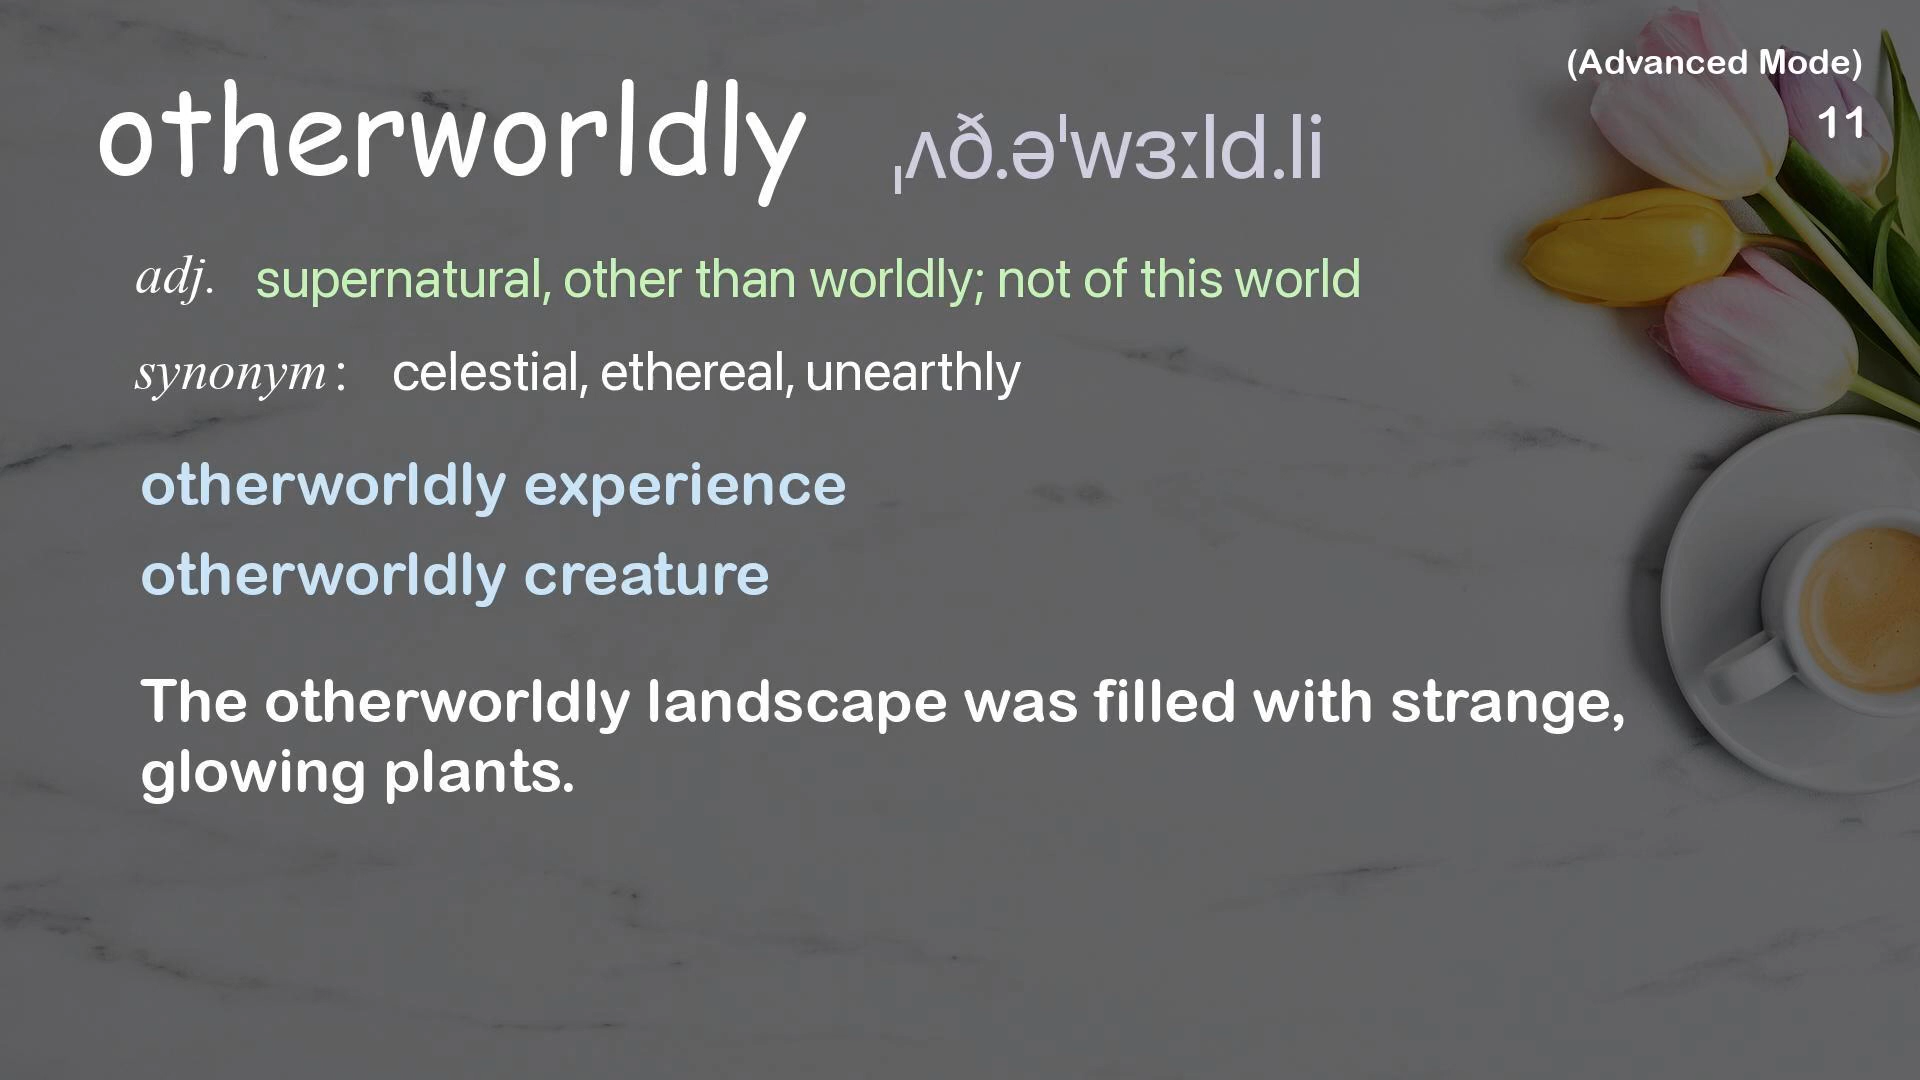 (Advanced Mode)
11
otherworldly ˌʌð.əˈwɜːld.li
adj. supernatural, other than worldly; not of this world
synonym : celestial, ethereal, unearthly
otherworldly experience
otherworldly creature
The otherworldly landscape was filled with strange,
glowing plants.